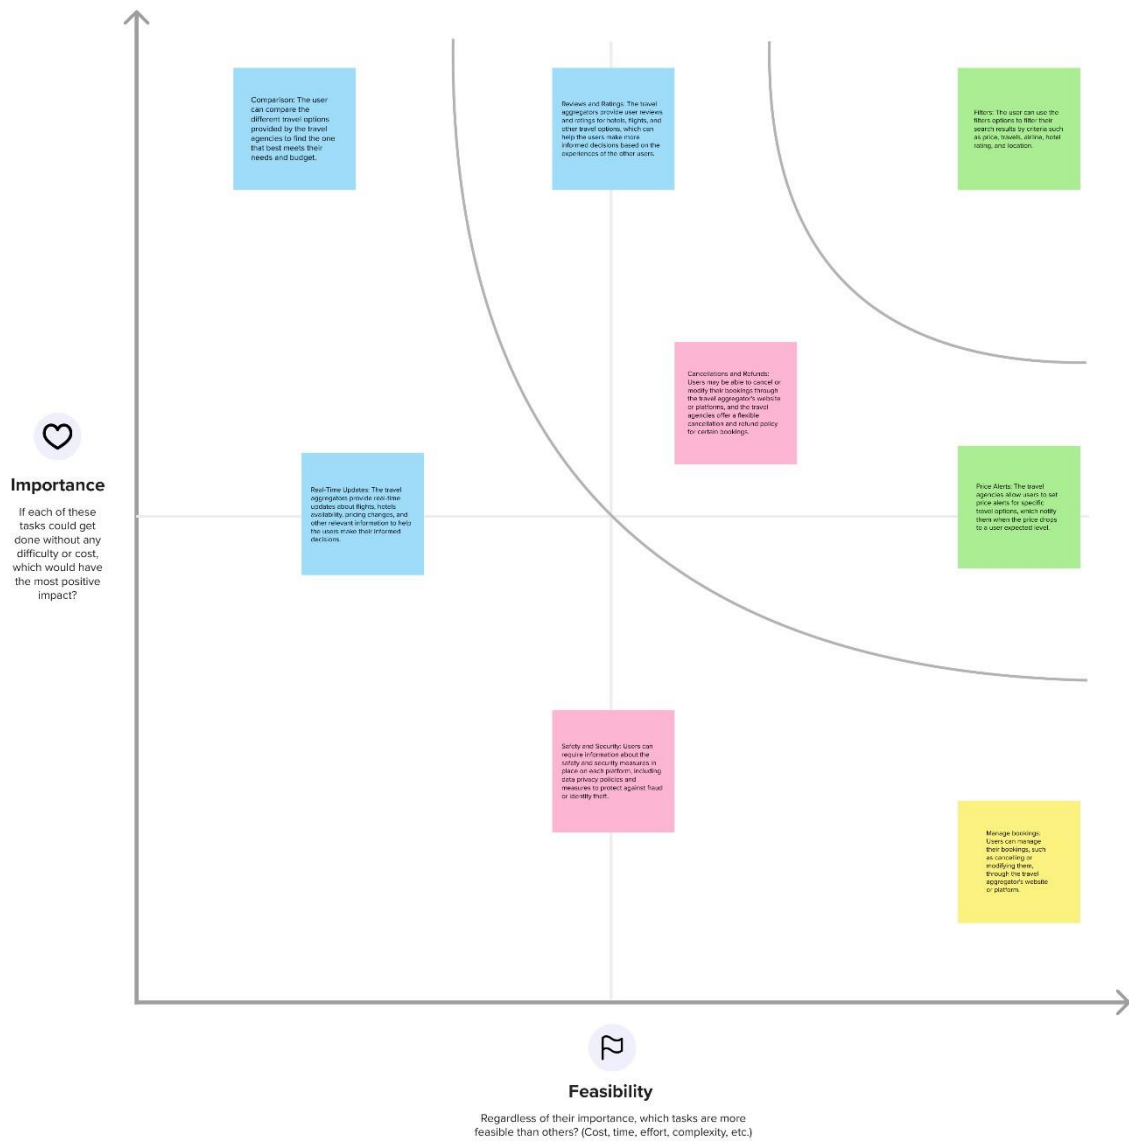 Comparison: The user
can compare the
different travel options
provided by the travel
agencies to find the one
that best meets their
needs and budget.
Reviews and Ratings: The travel
aggregators provide user reviews
and ratings for hotels, flights, and
other travel options, which can
help the users make more
informed decisions based on the
experiences of the other users.
Filters: The user can use the
filters options to filter their
search results by criteria such
as price, travels, airline, hotel
rating, and location.
Cancellations and Refunds:
Users may be able to cancel or
modify their bookings through
the travel aggregator's website
or platforms, and the travel
agencies offer a flexible
cancellation and refund policy
for certain bookings.
Importance
If each of these
tasks could get
done without any
difficulty or cost,
which would have
the most positive
impact?
Real-Time Updates: The travel
aggregators provide real-time
updates about flights, hotels
availability, pricing changes, and
other relevant information to help
the users make their informed
decisions.
Price Alerts: The travel
agencies allow users to set
price alerts for specific
travel options, which notify
them when the price drops
to a user expected level.
Safety and Security: Users can
require information about the
safety and security measures in
place on each platform, including
data privacy policies and
measures to protect against fraud
or identity theft.
Manage bookings:
Users can manage
their bookings, such
as cancelling or
modifying them,
through the travel
aggregator's website
or platform.
Feasibility
Regardless of their importance, which tasks are more
feasible than others? (Cost, time, effort, complexity, etc.)